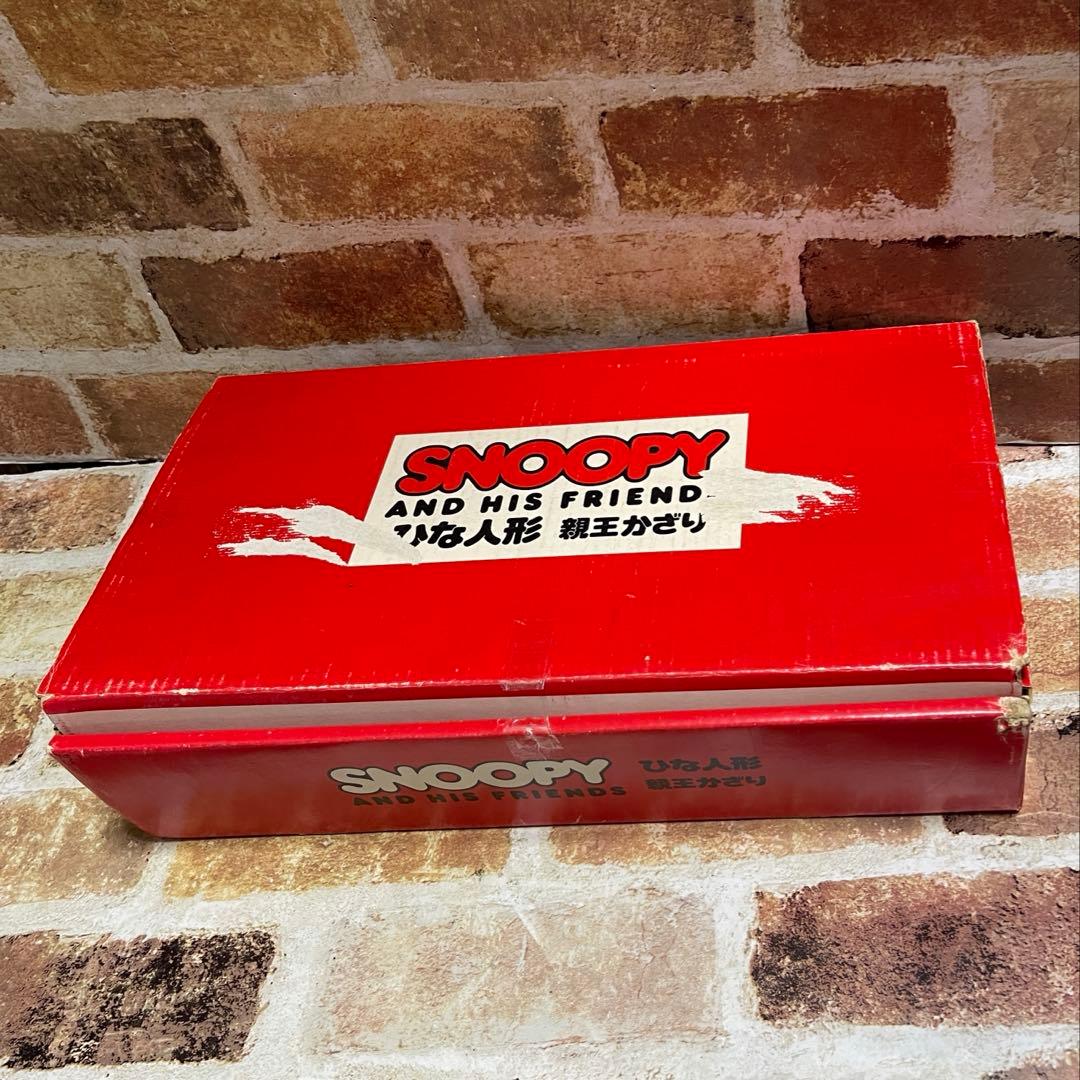 SNOOPY
AND HIS FRIEND
ひな人形 親王かざり
SNOOPY
AND HIS FRIENDS
ひな人形
親王かざり